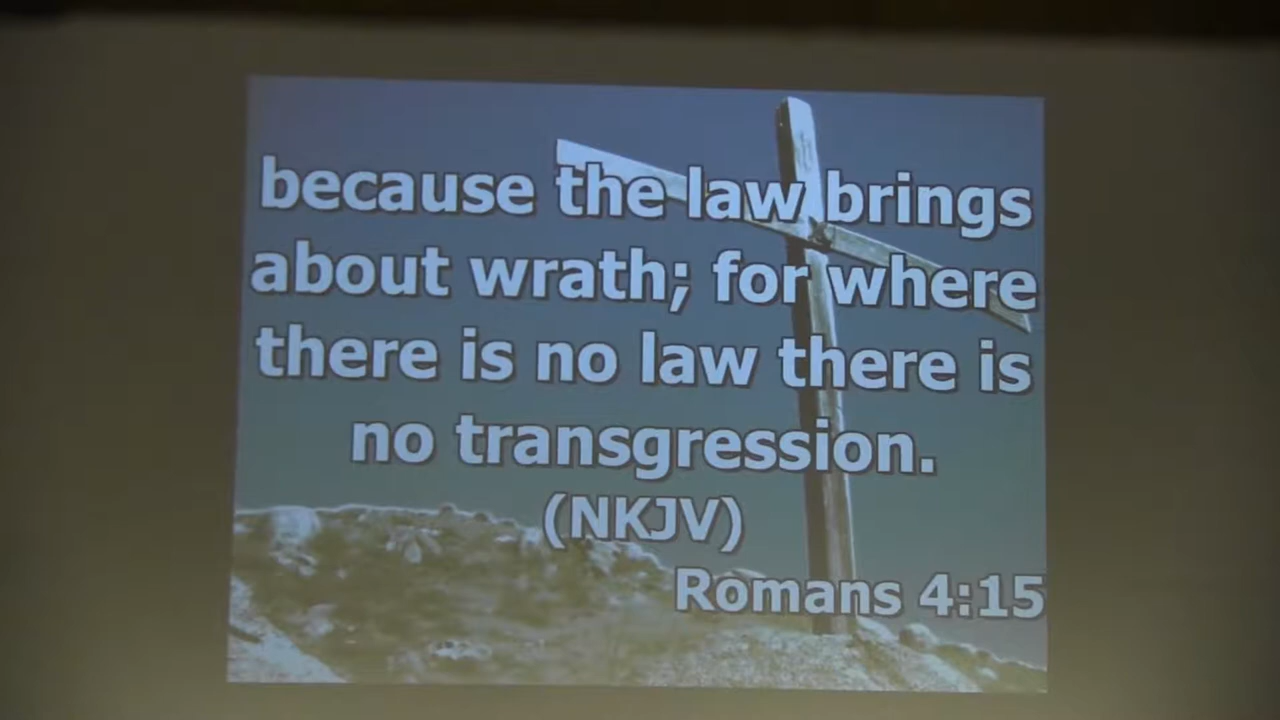 because the law brings
about wrath; for where
there is no law there is
no transgression.
(NKJV)
Romans 4:15